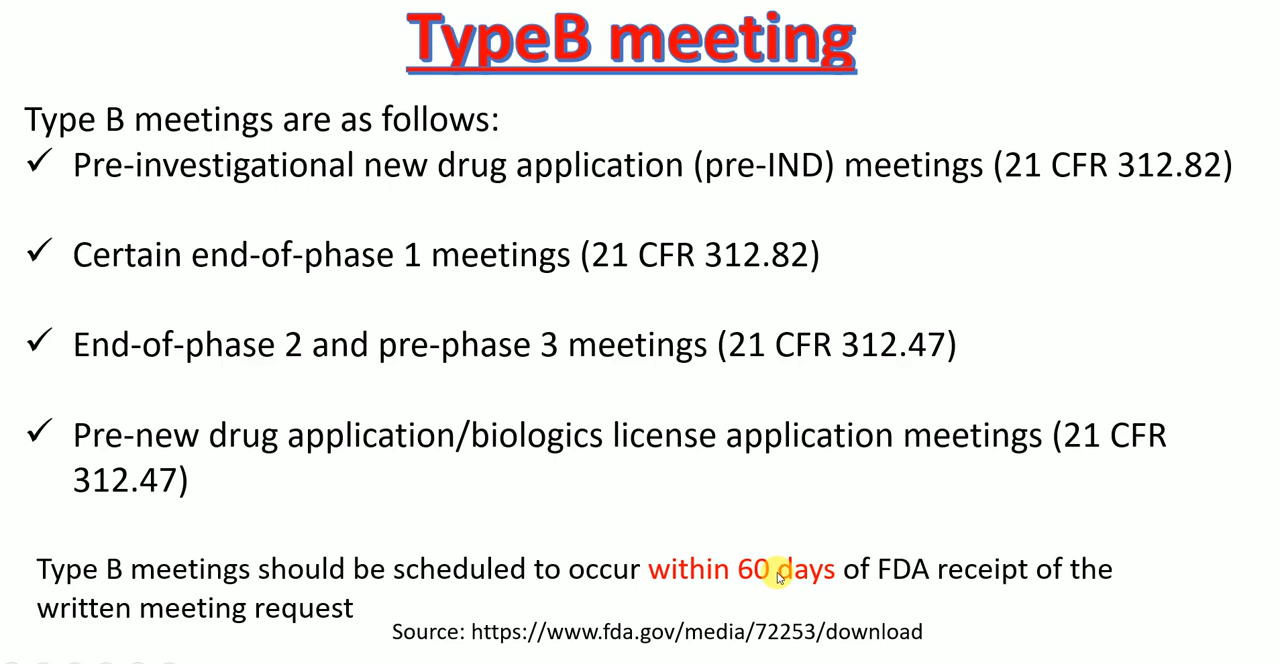 TypeB meeting
Type B meetings are as follows:
✓ Pre-investigational new drug application (pre-IND) meetings (21 CFR 312.82)
✓ Certain end-of-phase 1 meetings (21 CFR 312.82)
✓ End-of-phase 2 and pre-phase 3 meetings (21 CFR 312.47)
✓ Pre-new drug application/biologics license application meetings (21 CFR
312.47)
Type B meetings should be scheduled to occur within 60 days of FDA receipt of the
written meeting request
Source: https://www.fda.gov/media/72253/download